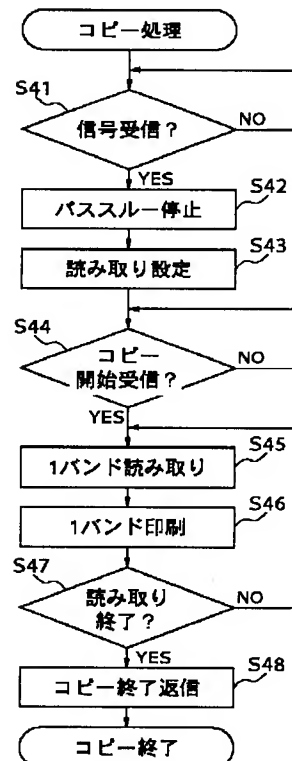 コピー処理
S41
信号受信？
NO
YES
S42
パススルー停止
S43
読み取り設定
S44
コピー
開始受信？
NO
YES
S45
1バンド読み取り
S46
1バンド印刷
S47
読み取り
終了？
NO
YES
S48
コピー終了返信
コピー終了